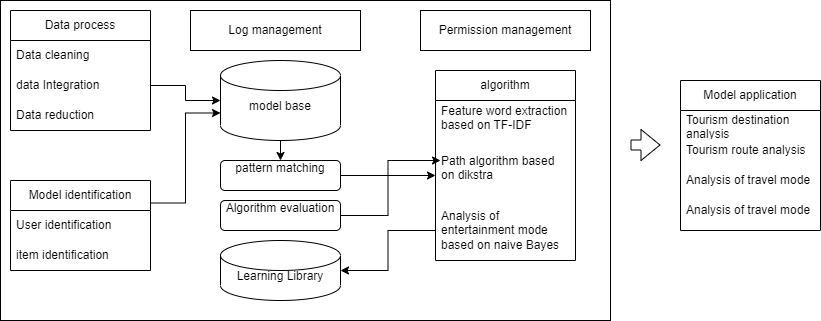 Data process
Data cleaning
data Integration
Data reduction
Model identification
User identification
item identification
Log management
model base
pattern matching
Algorithm evaluation
Learning Library
Permission management
algorithm
Feature word extraction
based on TF-IDF
Path algorithm based
on dikstra
Analysis of
entertainment mode
based on naive Bayes
Model application
Tourism destination
analysis
Tourism route analysis
Analysis of travel mode
Analysis of travel mode